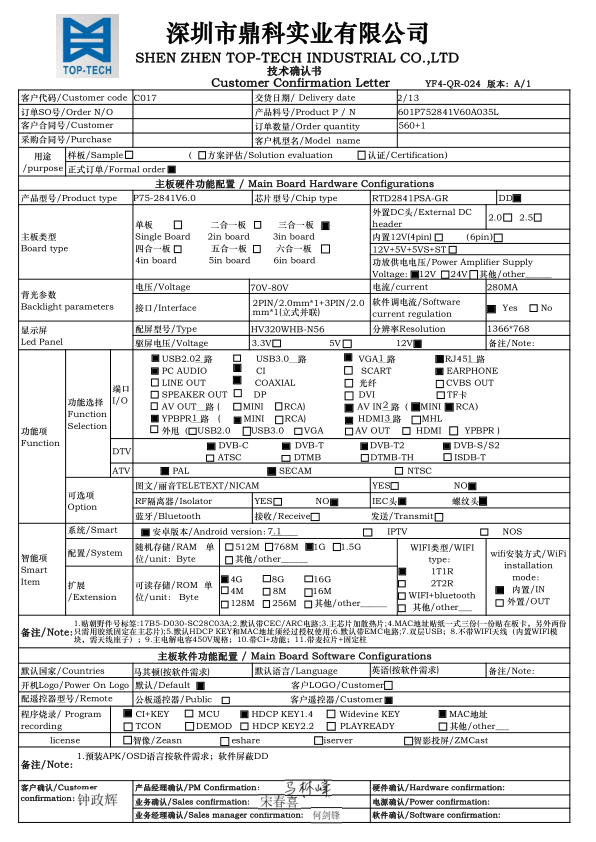 深圳市鼎科实业有限公司
TOP-TECH
SHEN ZHEN TOP-TECH INDUSTRIAL CO.,LTD
技术确认书
Customer Confirmation Letter YF4-QR-024 版本: A/1
客户代码/Customer code C017 交货日期/ Delivery date 2/13
订单SO号/Order N/O 产品料号/Product P / N 601P752841V60A035L
客户合同号/Customer 订单数量/Order quantity 560+1
采购合同号/Purchase 客户机型名/Model name
用途 /purpose 样板/Sample□ (□方案评估/Solution evaluation □认证/Certification)
正式订单/Formal order■
主板硬件功能配置 / Main Board Hardware Configurations
产品型号/Product type P75-2841V6.0 芯片型号/Chip type RTD2841PSA-GR DD■
主板类型 Board type
单板 □ 二合一板 □ 三合一板 ■
Single Board 2in board 3in board
四合一板 □ 五合一板 □ 六合一板 □
4in board 5in board 6in board
外置DC头/External DC header 2.0□ 2.5□
内置12V(4pin) □ (6pin)□
12V+5V+5VS+ST□
功放供电电压/Power Amplifier Supply
Voltage: ■12V □24V□其他/other_____
背光参数 Backlight parameters
电压/Voltage 70V-80V 电流/current 280MA
接口/Interface 2PIN/2.0mm*1+3PIN/2.0mm*1(立式并联) 软件调电流/Software current regulation ■ Yes □ No
显示屏 Led Panel
配屏型号/Type HV320WHB-N56 分辨率Resolution 1366*768
驱屏电压/Voltage 3.3V□ 5V□ 12V■ 备注/Note:
功能项 Function
功能选择 Function Selection
端口 I/O
■USB2.02 路 □ USB3.0__路 ■VGA1 路 ■RJ451 路
■PC AUDIO ■ CI □ SCART ■EARPHONE
□LINE OUT ■ COAXIAL □光纤 □CVBS OUT
□SPEAKER OUT □ DP □DVI □TF卡
□AV OUT__路 ( □MINI □RCA) ■AV IN2 路 (■MINI■RCA)
■YPBPR1 路 ( ■MINI □RCA) ■HDMI3 路 □MHL
□外甩 (□USB2.0 □USB3.0 □VGA □AV OUT □HDMI □YPBPR )
DTV ■DVB-C ■DVB-T ■DVB-T2 ■DVB-S/S2
□ATSC □DTMB □DTMB-TH □ISDB-T
ATV ■ PAL ■SECAM □ NTSC
可选项 Option
图文/丽音TELETEXT/NICAM YES□ NO■
RF隔离器/Isolator YES□ NO■ IEC头■ 螺纹头■
蓝牙/Bluetooth 接收/Receive□ 发送/Transmit□
智能项 Smart Item
系统/Smart ■安卓版本/Android version: 7.1___ □ IPTV □ NOS
配置/System 随机存储/RAM 单位/unit: Byte □512M □768M ■1G □1.5G
□其他/other______
扩展 /Extension 可读存储/ROM 单位/unit: Byte
■4G □8G □16G
□4M □8M □16M
□128M □256M □其他/other______
WIFI类型/WIFI type:
■ 1T1R
□ 2T2R
□ WIFI+bluetooth
□ 其他/other___
wifi安装方式/WiFi installation mode:
■ 内置/IN
□ 外置/OUT
备注/Note: 1.贴朝野件号标签:17B5-D030-SC28C03A;2.默认带CEC/ARC电路;3.主芯片加散热片;4.MAC地址贴纸一式三份(一份贴在板卡，另外两份
只需用胶纸固定在主芯片);5.默认HDCP KEY和MAC地址须经过授权使用;6.默认带EMC电路;7.双层USB; 8.不带WIFI天线（内置WIFI模
块，需天线座子）; 9.主电解电容450V规格; 10.带CI+功能; 11.带麦拉片+固定柱
主板软件功能配置 / Main Board Software Configurations
默认国家/Countries 马其顿(按软件需求) 默认语言/Language 英语(按软件需求) 备注/Note:
开机Logo/Power On Logo 默认/Default ■ 客户LOGO/Customer□
配遥控器型号/Remote 公板遥控器/Public □ 客户遥控器/Customer■
程序烧录/ Program recording
■CI+KEY □ MCU ■HDCP KEY1.4 □Widevine KEY ■MAC地址
□TCON □DEMOD □HDCP KEY2.2 □PLAYREADY □其他/other___
license □智像/Zeasn □eshare □iserver □智影投屏/ZMCast
备注/Note: 1.预装APK/OSD语言按软件需求；软件屏蔽DD
客户确认/Customer confirmation: 钟政辉
产品经理确认/PM Confirmation: 硬件确认/Hardware confirmation:
业务确认/Sales confirmation: 宋春喜 电源确认/Power confirmation:
业务经理确认/Sales manager confirmation: 何剑锋 软件确认/Software confirmation: